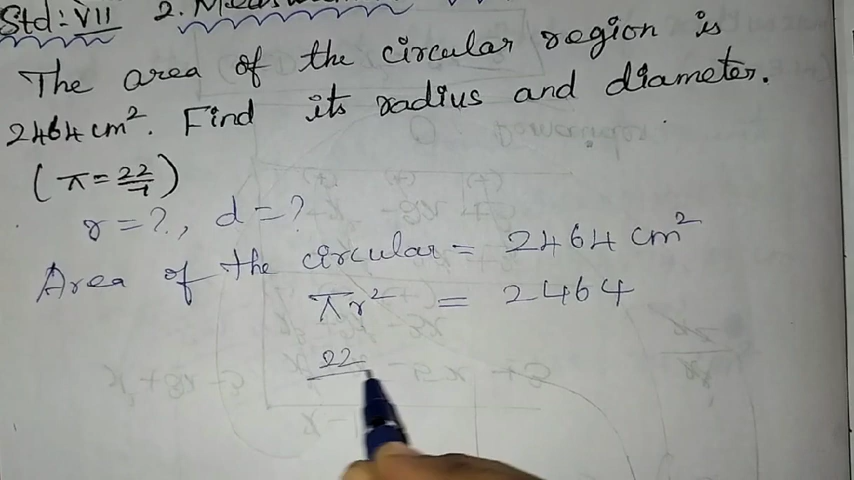 Std: VII 2.
The area of the circular region is
2464 cm². Find its radius and diameter.
(π = 22/7)
r = ?, d = ?
Area of the circular = 2464 cm²
πr² = 2464
22